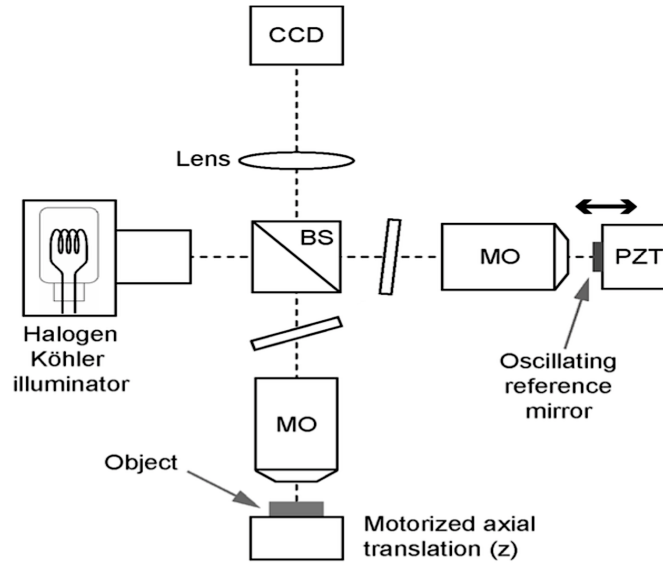 CCD
Lens
BS
MO
PZT
Halogen
Köhler
illuminator
Oscillating
reference
mirror
MO
Object
Motorized axial
translation (z)